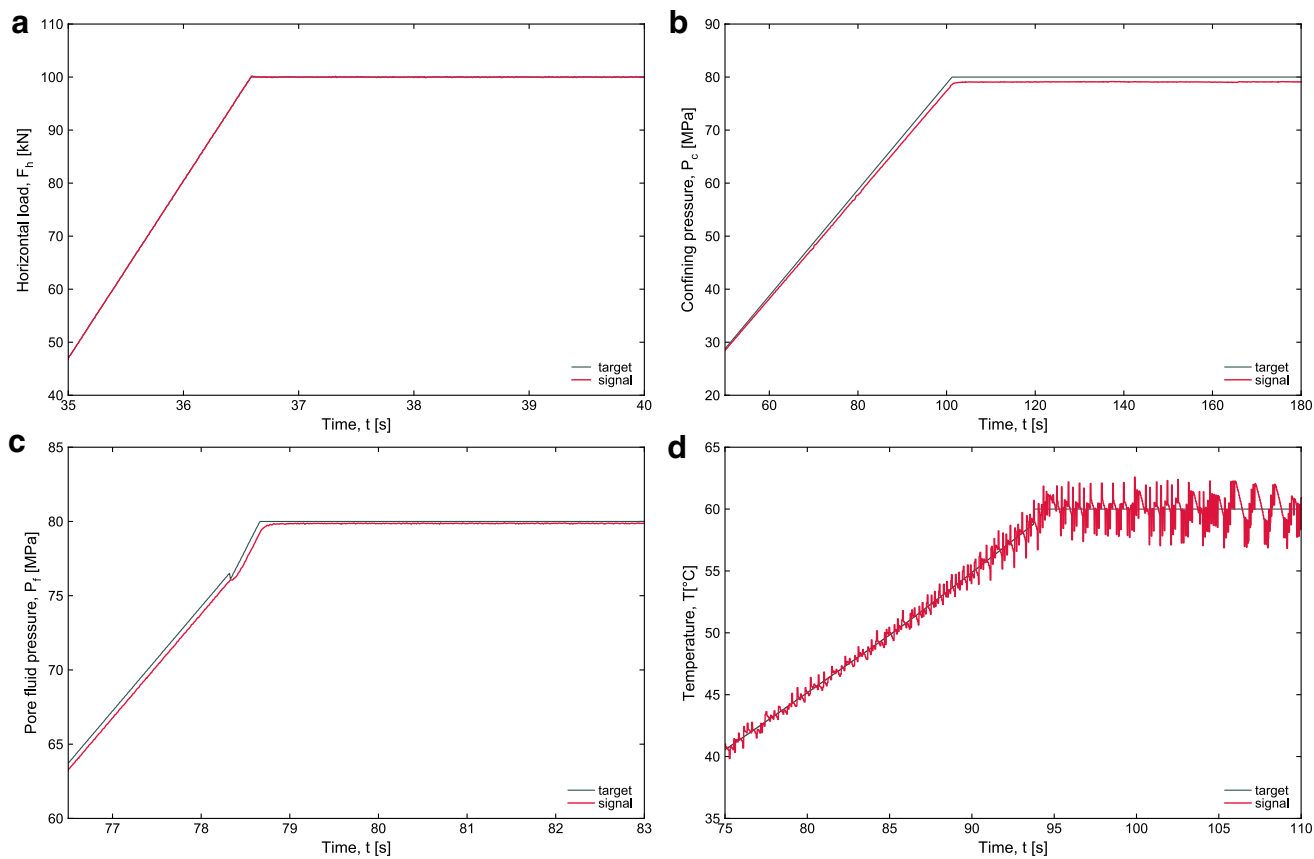 a
110
100
90
80
70
60
50
40
Horizontal load, F_h [kN]
35
36
37
38
39
40
Time, t [s]
target
signal
b
90
80
70
60
50
40
30
20
Confining pressure, P_c [MPa]
60
80
100
120
140
160
180
Time, t [s]
target
signal
c
85
80
75
70
65
60
Pore fluid pressure, P_f [MPa]
77
78
79
80
81
82
83
Time, t [s]
target
signal
d
65
60
55
50
45
40
35
Temperature, T[°C]
75
80
85
90
95
100
105
110
Time, t [s]
target
signal